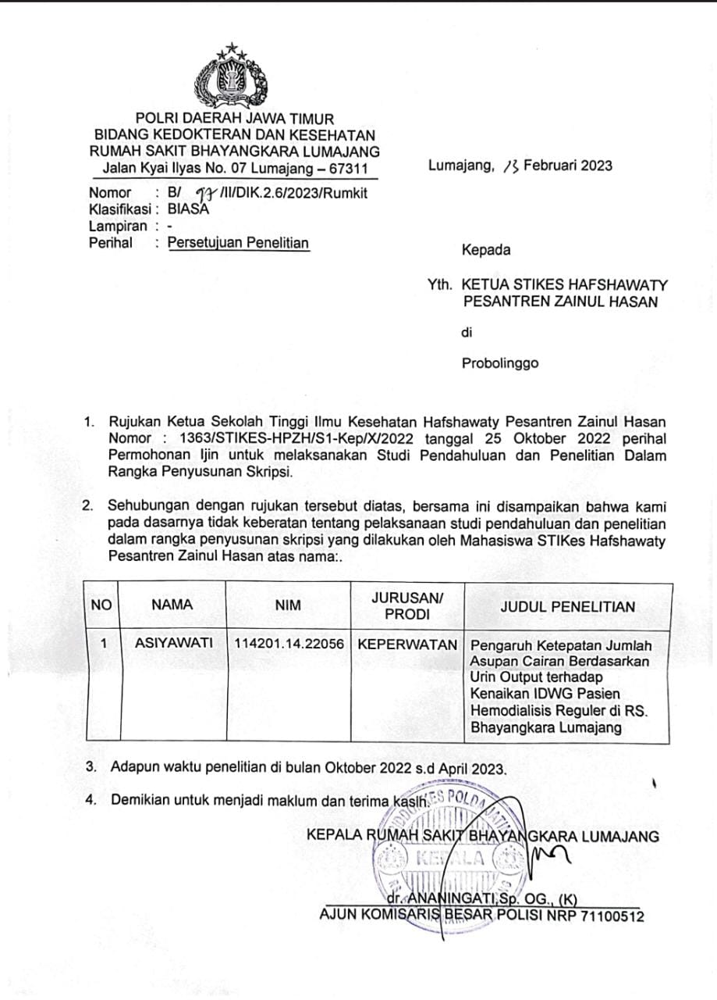 POLRI DAERAH JAWA TIMUR
BIDANG KEDOKTERAN DAN KESEHATAN
RUMAH SAKIT BHAYANGKARA LUMAJANG
Jalan Kyai Ilyas No. 07 Lumajang – 67311
Lumajang, 13 Februari 2023
Nomor : B/ /II/DIK.2.6/2023/Rumkit
Klasifikasi : BIASA
Lampiran : -
Perihal : Persetujuan Penelitian
Kepada
Yth. KETUA STIKES HAFSHAWATY
PESANTREN ZAINUL HASAN
di
Probolinggo
1. Rujukan Ketua Sekolah Tinggi Ilmu Kesehatan Hafshawaty Pesantren Zainul Hasan
Nomor : 1363/STIKES-HPZH/S1-Kep/X/2022 tanggal 25 Oktober 2022 perihal
Permohonan Ijin untuk melaksanakan Studi Pendahuluan dan Penelitian Dalam
Rangka Penyusunan Skripsi.
2. Sehubungan dengan rujukan tersebut diatas, bersama ini disampaikan bahwa kami
pada dasarnya tidak keberatan tentang pelaksanaan studi pendahuluan dan penelitian
dalam rangka penyusunan skripsi yang dilakukan oleh Mahasiswa STIKes Hafshawaty
Pesantren Zainul Hasan atas nama:.
NO NAMA NIM JURUSAN/ PRODI JUDUL PENELITIAN
1 ASIYAWATI 114201.14.22056 KEPERWATAN Pengaruh Ketepatan Jumlah
Asupan Cairan Berdasarkan
Urin Output terhadap
Kenaikan IDWG Pasien
Hemodialisis Reguler di RS.
Bhayangkara Lumajang
3. Adapun waktu penelitian di bulan Oktober 2022 s.d April 2023.
4. Demikian untuk menjadi maklum dan terima kasih.
KEPALA RUMAH SAKIT BHAYANGKARA LUMAJANG
KEPALA
dr. ANANINGATI,Sp. OG., (K)
AJUN KOMISARIS BESAR POLISI NRP 71100512